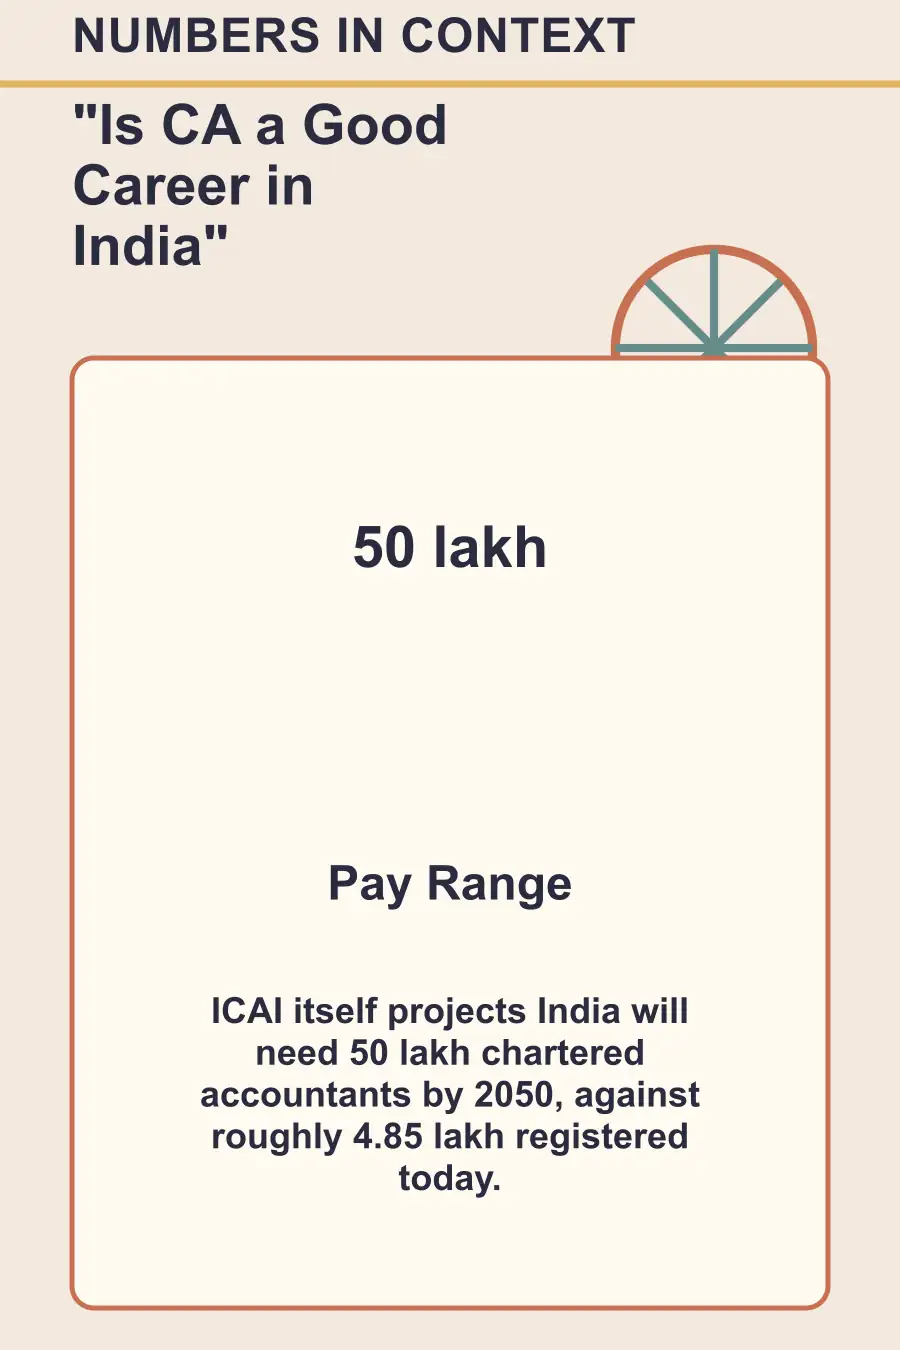 NUMBERS IN CONTEXT
"Is CA a Good
Career in
India"
50 lakh
Pay Range
ICAI itself projects India will
need 50 lakh chartered
accountants by 2050, against
roughly 4.85 lakh registered
today.